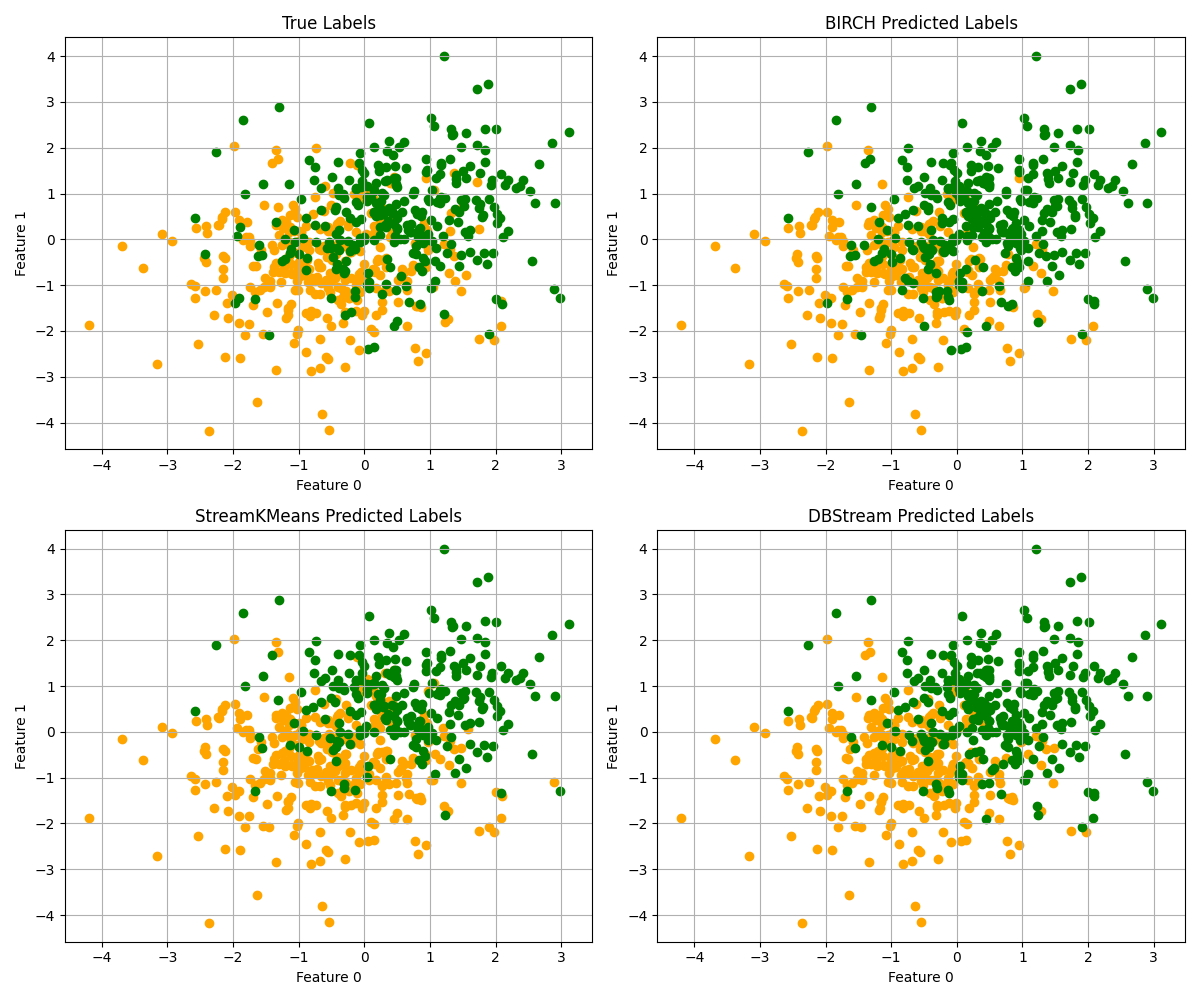 True Labels
4
3
2
1
0
−1
−2
−3
−4
Feature 1
−4 −3 −2 −1 0 1 2 3
Feature 0
BIRCH Predicted Labels
4
3
2
1
0
−1
−2
−3
−4
Feature 1
−4 −3 −2 −1 0 1 2 3
Feature 0
StreamKMeans Predicted Labels
4
3
2
1
0
−1
−2
−3
−4
Feature 1
−4 −3 −2 −1 0 1 2 3
Feature 0
DBStream Predicted Labels
4
3
2
1
0
−1
−2
−3
−4
Feature 1
−4 −3 −2 −1 0 1 2 3
Feature 0